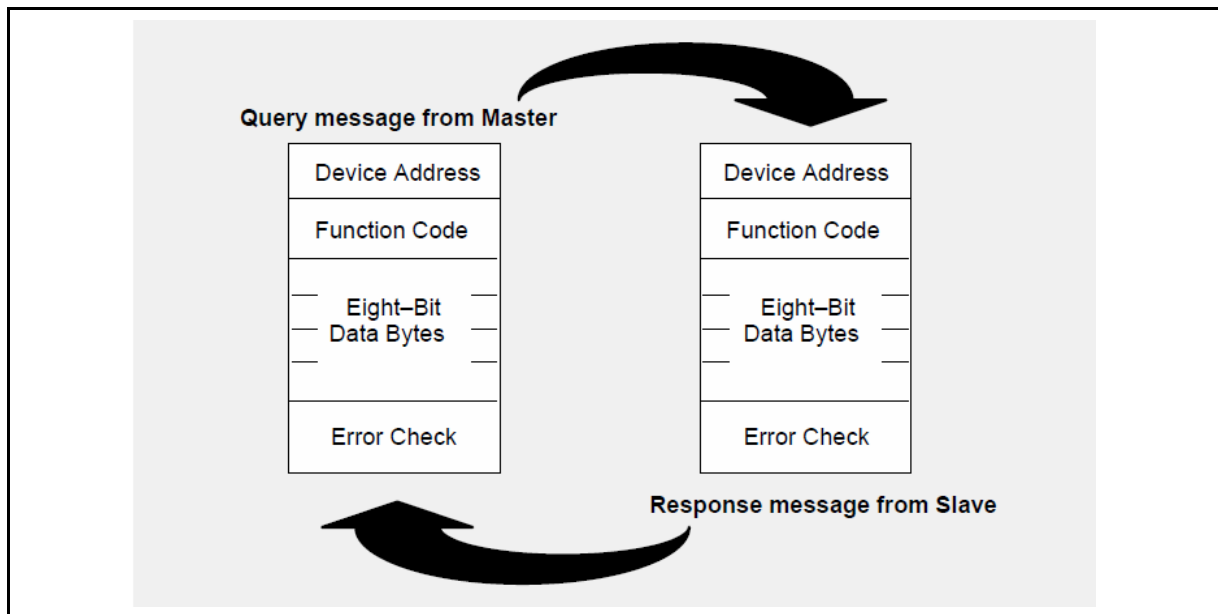 Query message from Master
Device Address
Function Code
Eight–Bit
Data Bytes
Error Check
Device Address
Function Code
Eight–Bit
Data Bytes
Error Check
Response message from Slave